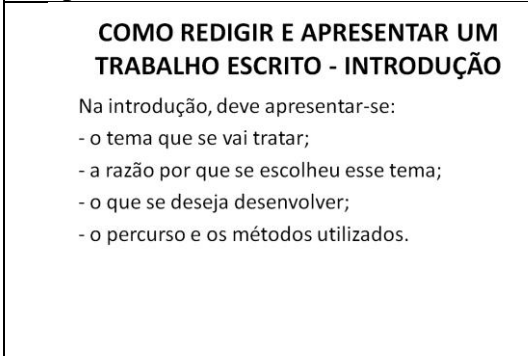 COMO REDIGIR E APRESENTAR UM
TRABALHO ESCRITO - INTRODUÇÃO
Na introdução, deve apresentar-se:
- o tema que se vai tratar;
- a razão por que se escolheu esse tema;
- o que se deseja desenvolver;
- o percurso e os métodos utilizados.